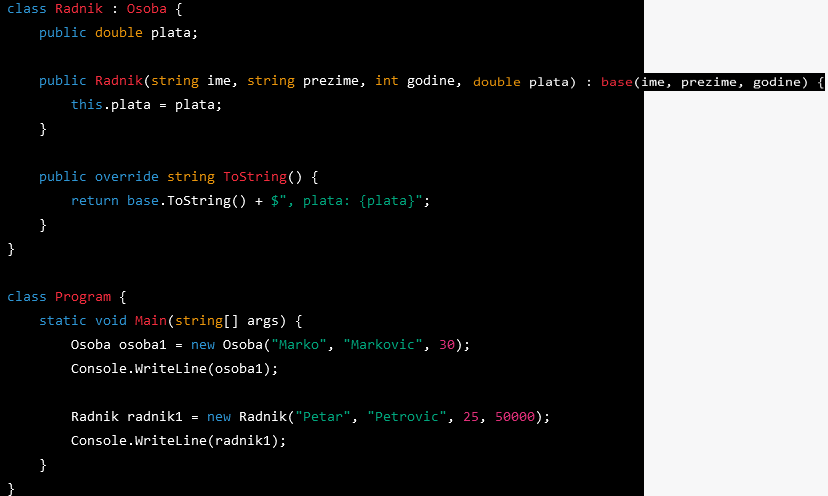 class Radnik : Osoba {
    public double plata;

    public Radnik(string ime, string prezime, int godine, double plata) : base(ime, prezime, godine) {
        this.plata = plata;
    }

    public override string ToString() {
        return base.ToString() + $", plata: {plata}";
    }
}

class Program {
    static void Main(string[] args) {
        Osoba osoba1 = new Osoba("Marko", "Markovic", 30);
        Console.WriteLine(osoba1);

        Radnik radnik1 = new Radnik("Petar", "Petrovic", 25, 50000);
        Console.WriteLine(radnik1);
    }
}